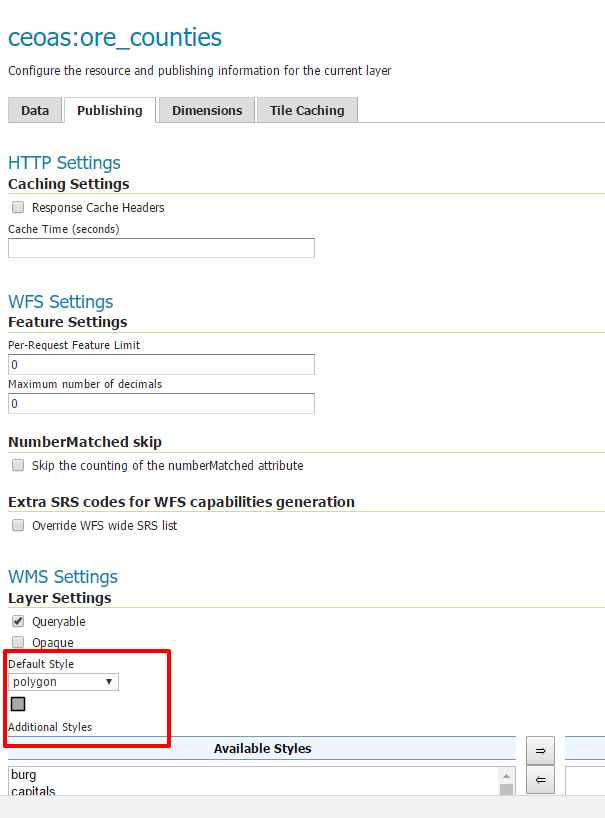 ceoas:ore_counties
Configure the resource and publishing information for the current layer
Data Publishing Dimensions Tile Caching
HTTP Settings
Caching Settings
Response Cache Headers
Cache Time (seconds)
WFS Settings
Feature Settings
Per-Request Feature Limit
0
Maximum number of decimals
0
NumberMatched skip
Skip the counting of the numberMatched attribute
Extra SRS codes for WFS capabilities generation
Override WFS wide SRS list
WMS Settings
Layer Settings
Queryable
Opaque
Default Style
polygon
Additional Styles
Available Styles
burg
capitals